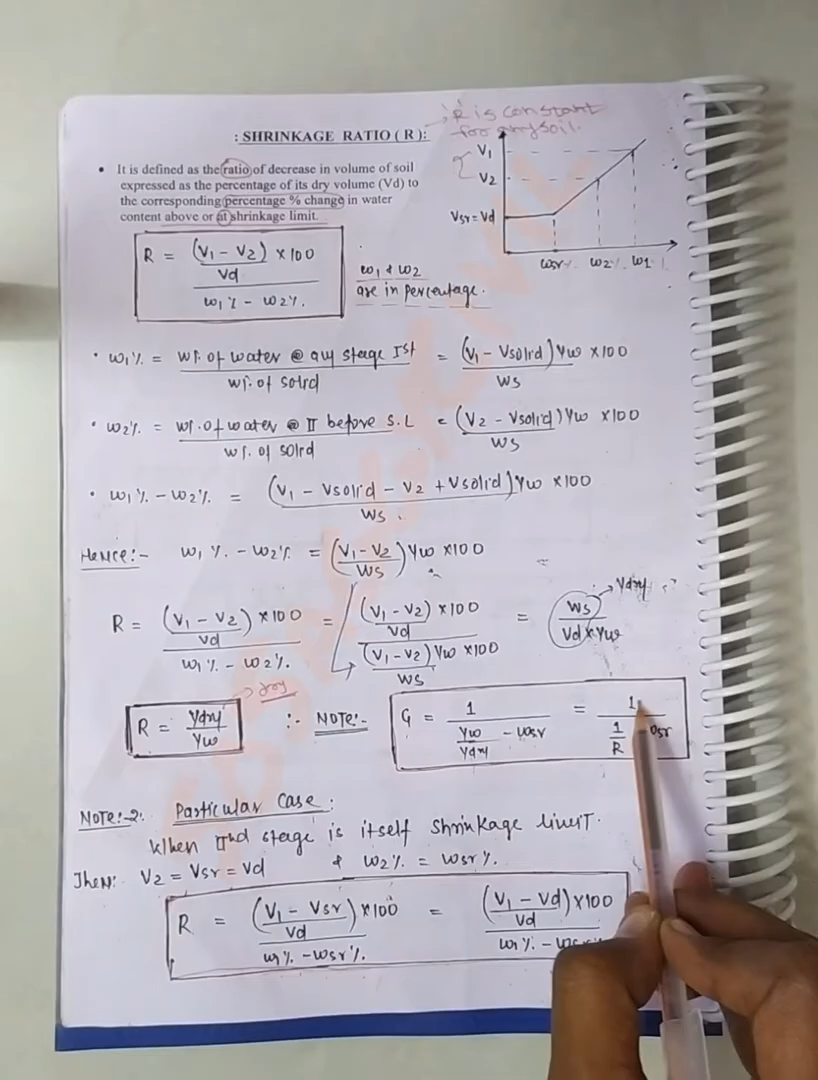 : SHRINKAGE RATIO ( R ):
R is constant
for any soil.
• It is defined as the ratio of decrease in volume of soil
expressed as the percentage of its dry volume (Vd) to
the corresponding percentage % change in water
content above or at shrinkage limit.
V1
V2
Vsr = Vd
wsr% w2% w1%
R = (V1 - V2) × 100
Vd
w1% - w2%.
w1 & w2
are in percentage.
• w1% = wt. of water @ any stage Ist = (V1 - Vsolid) γw × 100
wt. of solid Ws
• w2% = wt. of water @ II before S.L = (V2 - Vsolid) γw × 100
wt. of solid Ws
• w1% - w2% = (V1 - Vsolid - V2 + Vsolid) γw × 100
Ws.
Hence:- w1% - w2% = (V1 - V2) γw × 100
Ws
R = (V1 - V2) × 100 = (V1 - V2) × 100 = Ws γdry
Vd Vd Vd × γw
w1% - w2%. (V1 - V2) γw × 100
Ws
R = γdry dry
γw
:- NOTE:- G = 1 = 1
γw - wsr 1
γdry R
NOTE:-2: Particular Case:
When IInd stage is itself Shrinkage limit.
Then: V2 = Vsr = Vd & w2% = wsr%.
R = (V1 - Vsr) × 100 = (V1 - Vd) × 100
Vd Vd
w1% - wsr%. w1% -